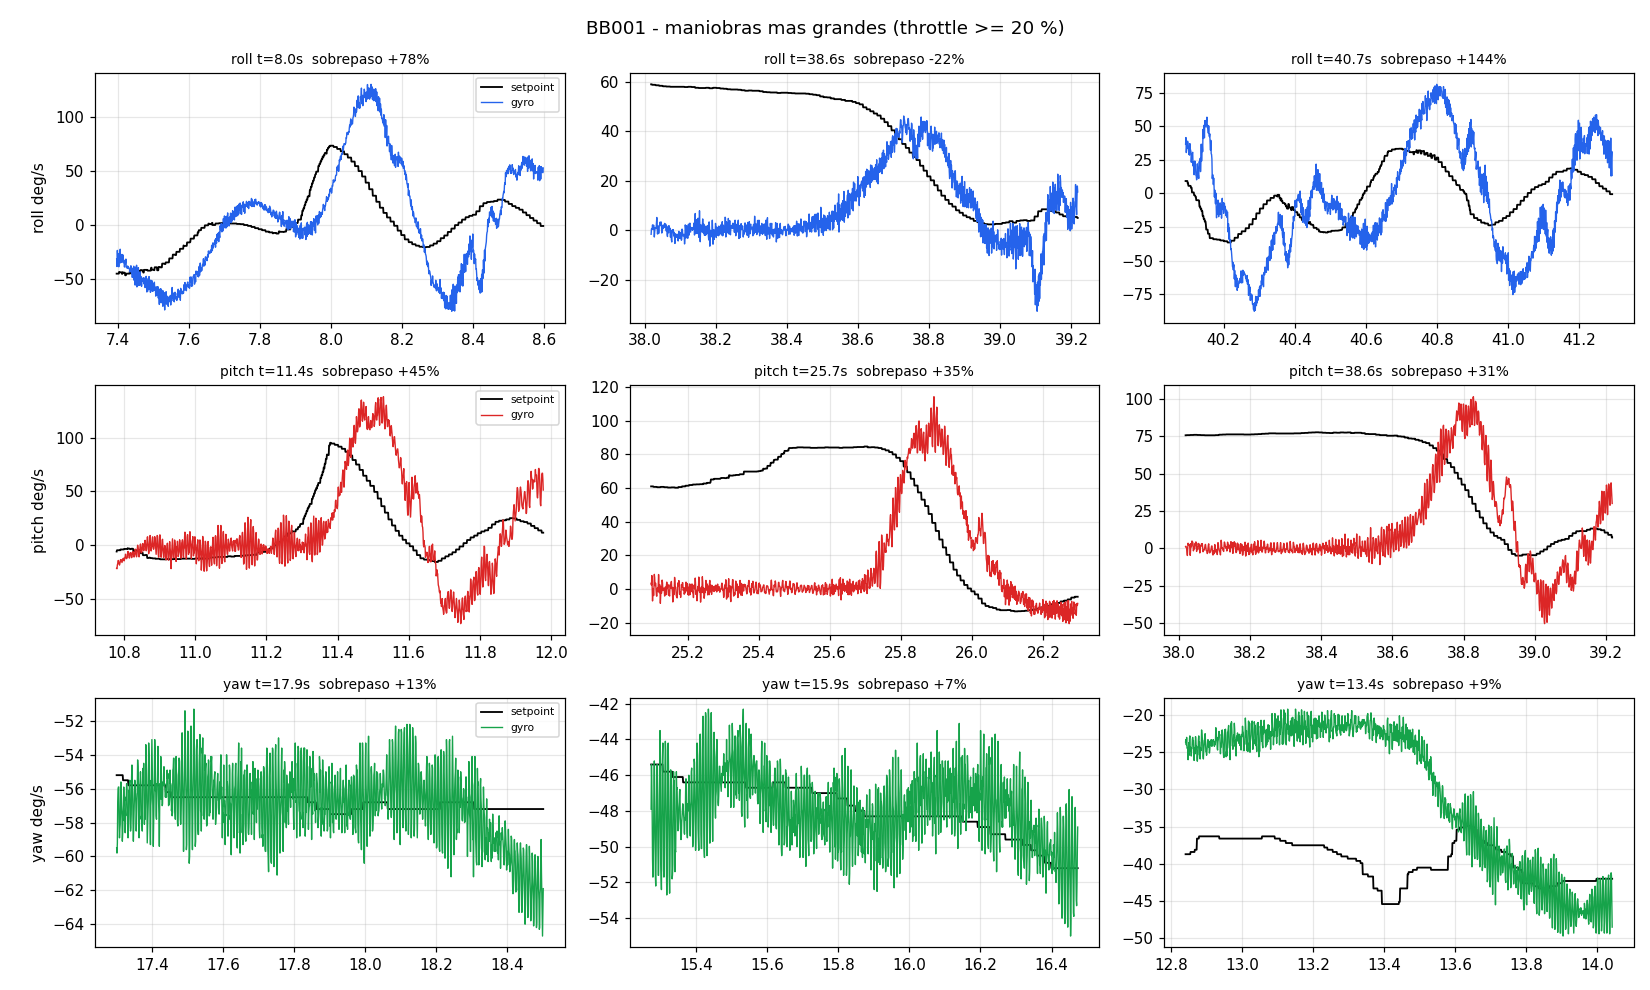 BB001 - maniobras mas grandes (throttle >= 20 %)
roll t=8.0s  sobrepaso +78%
roll t=38.6s  sobrepaso -22%
roll t=40.7s  sobrepaso +144%
setpoint
gyro
roll deg/s
100
50
0
−50
7.4 7.6 7.8 8.0 8.2 8.4 8.6
60
40
20
0
−20
38.0 38.2 38.4 38.6 38.8 39.0 39.2
75
50
25
0
−25
−50
−75
40.2 40.4 40.6 40.8 41.0 41.2
pitch t=11.4s  sobrepaso +45%
pitch t=25.7s  sobrepaso +35%
pitch t=38.6s  sobrepaso +31%
setpoint
gyro
pitch deg/s
100
50
0
−50
10.8 11.0 11.2 11.4 11.6 11.8 12.0
120
100
80
60
40
20
0
−20
25.2 25.4 25.6 25.8 26.0 26.2
100
75
50
25
0
−25
−50
38.0 38.2 38.4 38.6 38.8 39.0 39.2
yaw t=17.9s  sobrepaso +13%
yaw t=15.9s  sobrepaso +7%
yaw t=13.4s  sobrepaso +9%
setpoint
gyro
yaw deg/s
−52
−54
−56
−58
−60
−62
−64
17.4 17.6 17.8 18.0 18.2 18.4
−42
−44
−46
−48
−50
−52
−54
15.4 15.6 15.8 16.0 16.2 16.4
−20
−25
−30
−35
−40
−45
−50
12.8 13.0 13.2 13.4 13.6 13.8 14.0